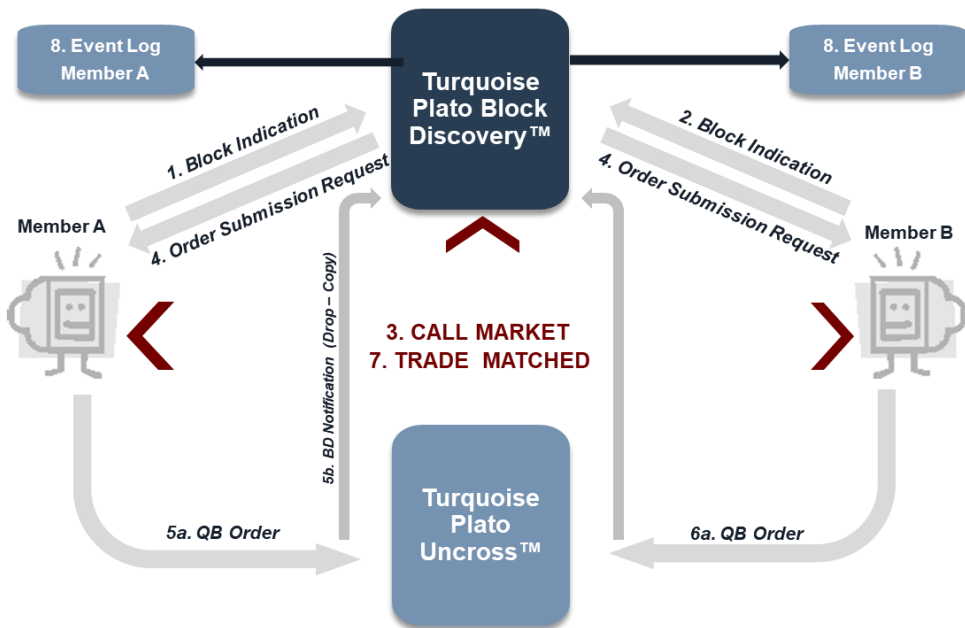 8. Event Log
Member A
Turquoise
Plato Block
Discovery™
8. Event Log
Member B
1. Block Indication
4. Order Submission Request
2. Block Indication
4. Order Submission Request
Member A
Member B
3. CALL MARKET
7. TRADE MATCHED
5b. BD Notification (Drop – Copy)
Turquoise
Plato
Uncross™
5a. QB Order
6a. QB Order